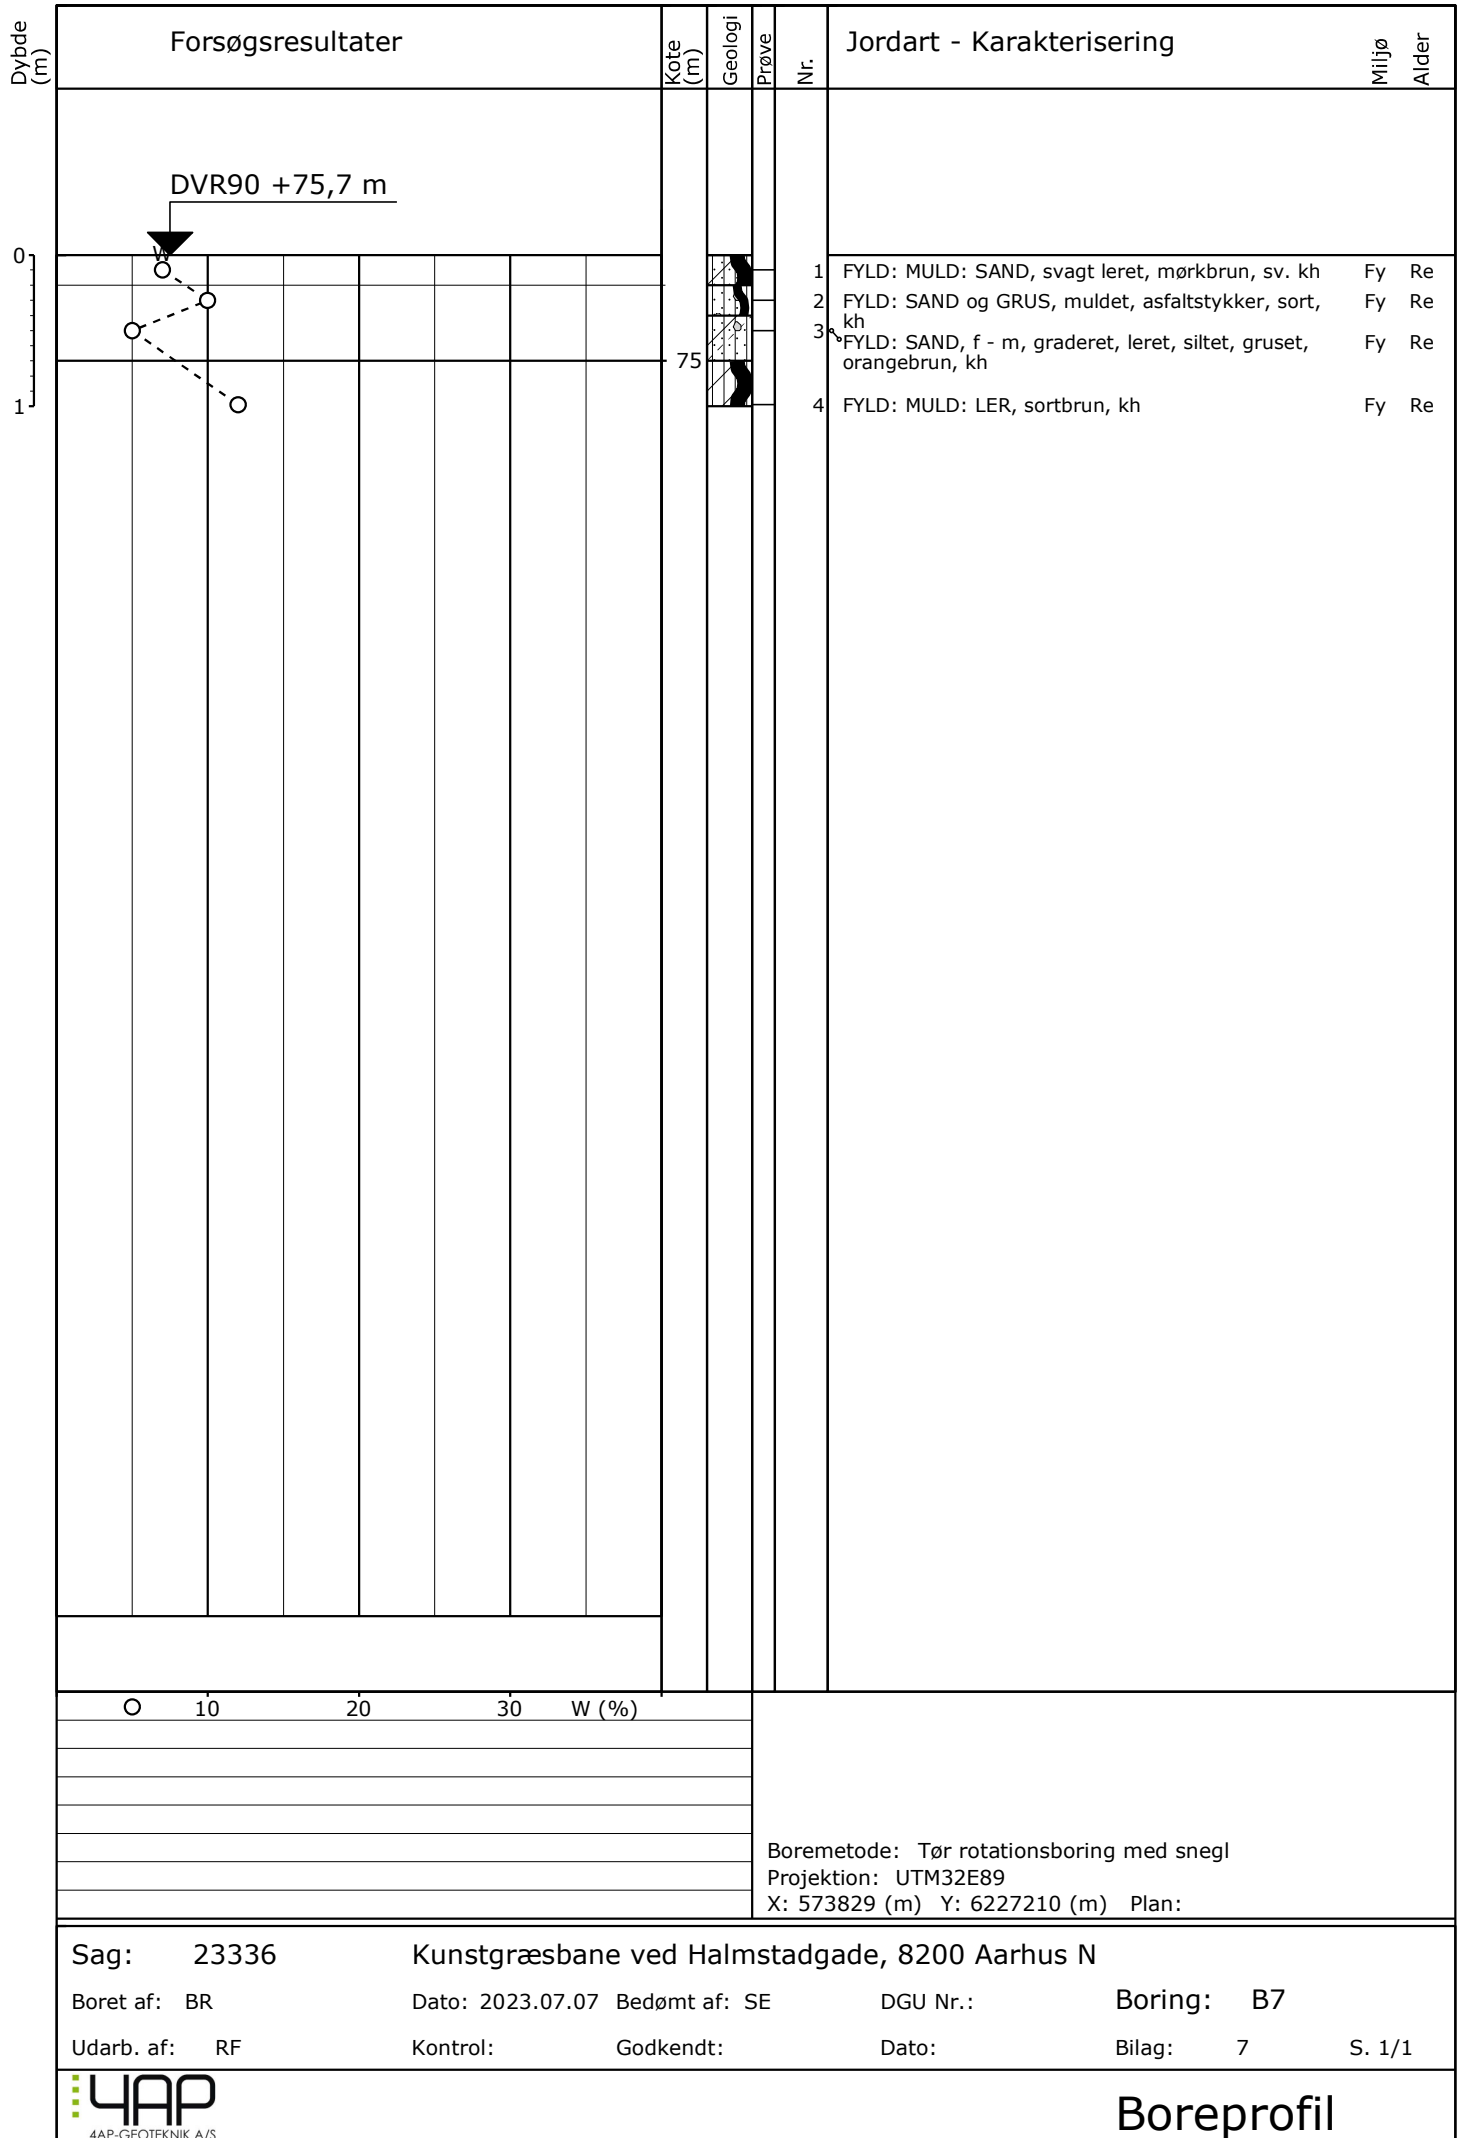 Dybde (m)
Forsøgsresultater
Kote (m)
Geologi
Prøve
Nr.
Jordart - Karakterisering
Miljø
Alder
DVR90 +75,7 m
W
0
1 FYLD: MULD: SAND, svagt leret, mørkbrun, sv. kh Fy Re
2 FYLD: SAND og GRUS, muldet, asfaltstykker, sort, Fy Re
kh
3 FYLD: SAND, f - m, graderet, leret, siltet, gruset, Fy Re
orangebrun, kh
75
1
4 FYLD: MULD: LER, sortbrun, kh Fy Re
10 20 30 W (%)
Boremetode: Tør rotationsboring med snegl
Projektion: UTM32E89
X: 573829 (m) Y: 6227210 (m) Plan:
Sag: 23336 Kunstgræsbane ved Halmstadgade, 8200 Aarhus N
Boret af: BR Dato: 2023.07.07 Bedømt af: SE DGU Nr.: Boring: B7
Udarb. af: RF Kontrol: Godkendt: Dato: Bilag: 7 S. 1/1
4AP
4AP-GEOTEKNIK A/S
Boreprofil